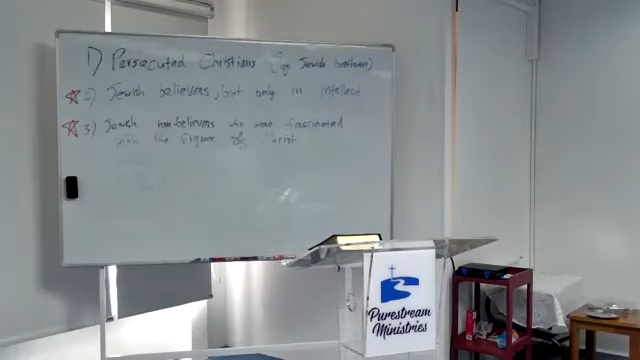 1) Persecuted Christians (by Jewish brethren)
2) Jewish believers, but only in intellect
3) Jewish non-believers who were fascinated
with the figure of Christ
Purestream
Ministries